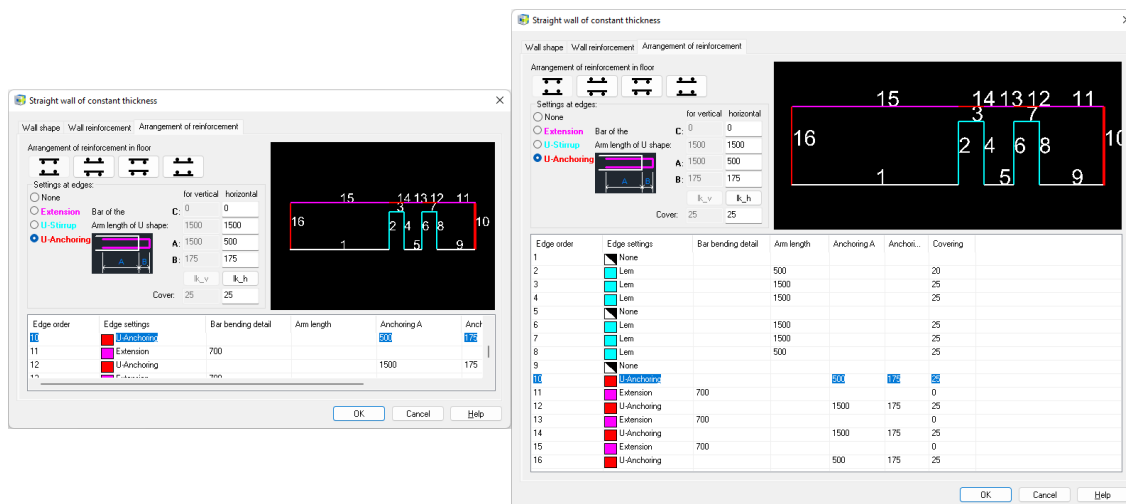 Straight wall of constant thickness
Wall shape Wall reinforcement Arrangement of reinforcement
Arrangement of reinforcement in floor
Settings at edges:
for vertical horizontal
None
C: 0 0
Extension Bar of the
U-Stirrup Arm length of U shape: 1500 1500
U-Anchoring A: 1500 500
A B
B: 175 175
lk_v lk_h
Cover: 25 25
15 14 13 12 11
3 7
16 2 4 6 8 10
1 5 9
Edge order Edge settings Bar bending detail Arm length Anchoring A Anch
10 U-Anchoring 500 175
11 Extension 700
12 U-Anchoring 1500 175
13 Extension 700
OK Cancel Help
Straight wall of constant thickness
Wall shape Wall reinforcement Arrangement of reinforcement
Arrangement of reinforcement in floor
Settings at edges:
for vertical horizontal
None
C: 0 0
Extension Bar of the
U-Stirrup Arm length of U shape: 1500 1500
U-Anchoring A: 1500 500
A B
B: 175 175
lk_v lk_h
Cover: 25 25
15 14 13 12 11
3 7
16 2 4 6 8 10
1 5 9
Edge order Edge settings Bar bending detail Arm length Anchoring A Anchori... Covering
1 None
2 Lem 500 20
3 Lem 1500 25
4 Lem 1500 25
5 None
6 Lem 1500 25
7 Lem 1500 25
8 Lem 500 25
9 None
10 U-Anchoring 500 175 25
11 Extension 700 0
12 U-Anchoring 1500 175 25
13 Extension 700 0
14 U-Anchoring 1500 175 25
15 Extension 700 0
16 U-Anchoring 500 175 25
OK Cancel Help